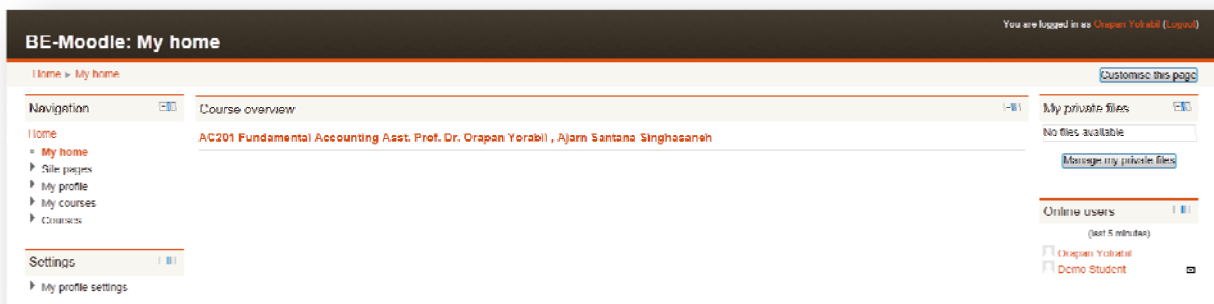 You are logged in as Orapan Yolrabil (Logout)
BE-Moodle: My home
Home ► My home
Customise this page
Navigation
Home
My home
Site pages
My profile
My courses
Courses
Settings
My profile settings
Course overview
AC201 Fundamental Accounting Asst. Prof. Dr. Orapan Yorabil , Ajarn Santana Singhasaneh
My private files
No files available
Manage my private files
Online users
(last 5 minutes)
Orapan Yolrabil
Demo Student